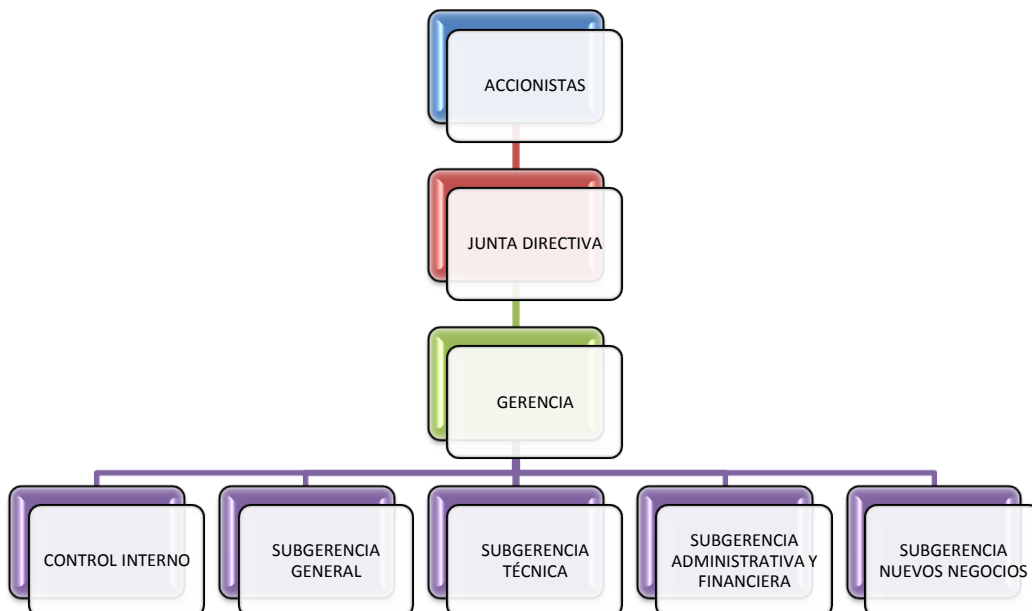 ACCIONISTAS
JUNTA DIRECTIVA
GERENCIA
CONTROL INTERNO
SUBGERENCIA
GENERAL
SUBGERENCIA
TÉCNICA
SUBGERENCIA
ADMINISTRATIVA Y
FINANCIERA
SUBGERENCIA
NUEVOS NEGOCIOS